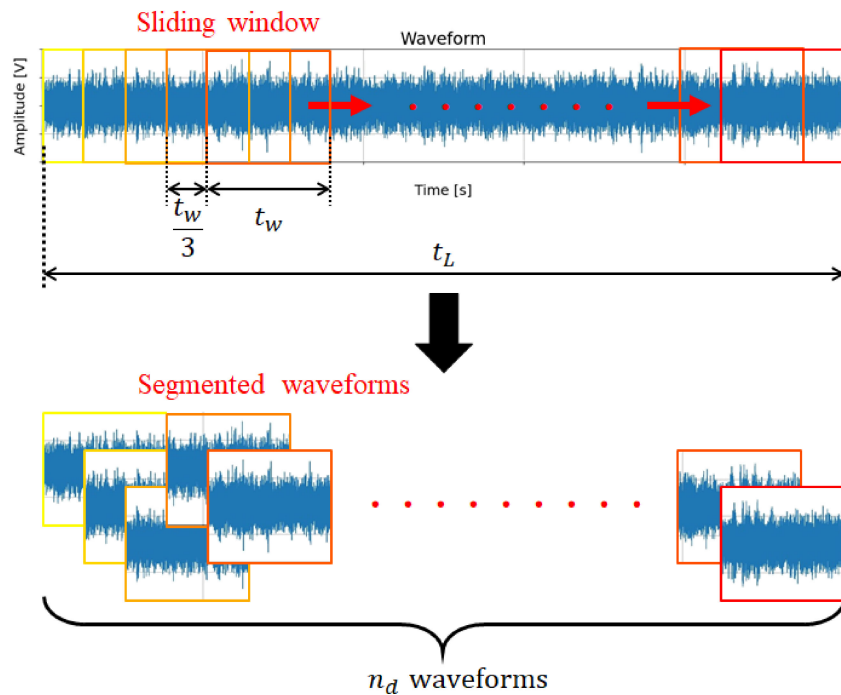 Sliding window
Waveform
Amplitude [V]
Time [s]
t_w/3
t_w
t_L
Segmented waveforms
n_d waveforms